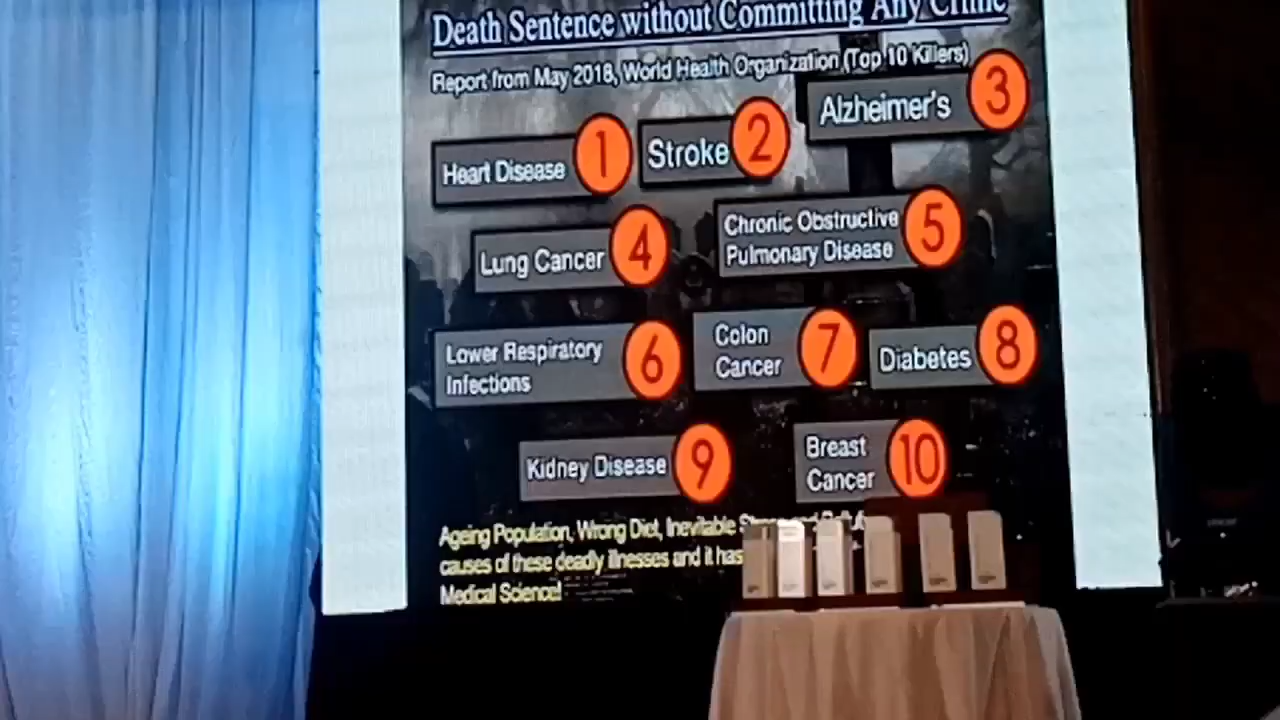 Death Sentence without Committing Any Crime
Report from May 2018, World Health Organization (Top 10 Killers)
Heart Disease 1
Stroke 2
Alzheimer's 3
Lung Cancer 4
Chronic Obstructive
Pulmonary Disease 5
Lower Respiratory
Infections 6
Colon
Cancer 7
Diabetes 8
Kidney Disease 9
Breast
Cancer 10
Ageing Population, Wrong Diet, Inevitable
causes of these deadly illnesses and it has
Medical Science!